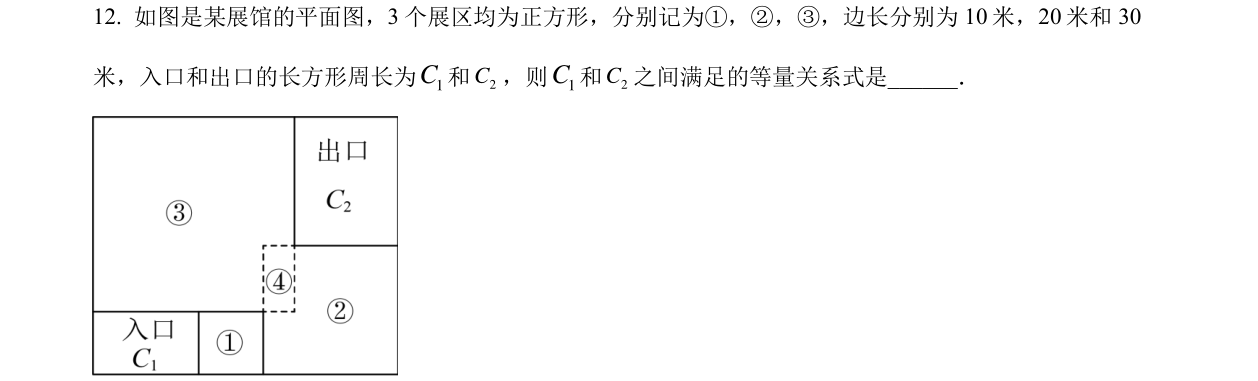 12. 如图是某展馆的平面图，3 个展区均为正方形，分别记为①，②，③，边长分别为 10 米，20 米和 30
米，入口和出口的长方形周长为 C₁ 和 C₂，则 C₁ 和 C₂ 之间满足的等量关系式是______．
出口
C₂
③
④
②
入口
①
C₁